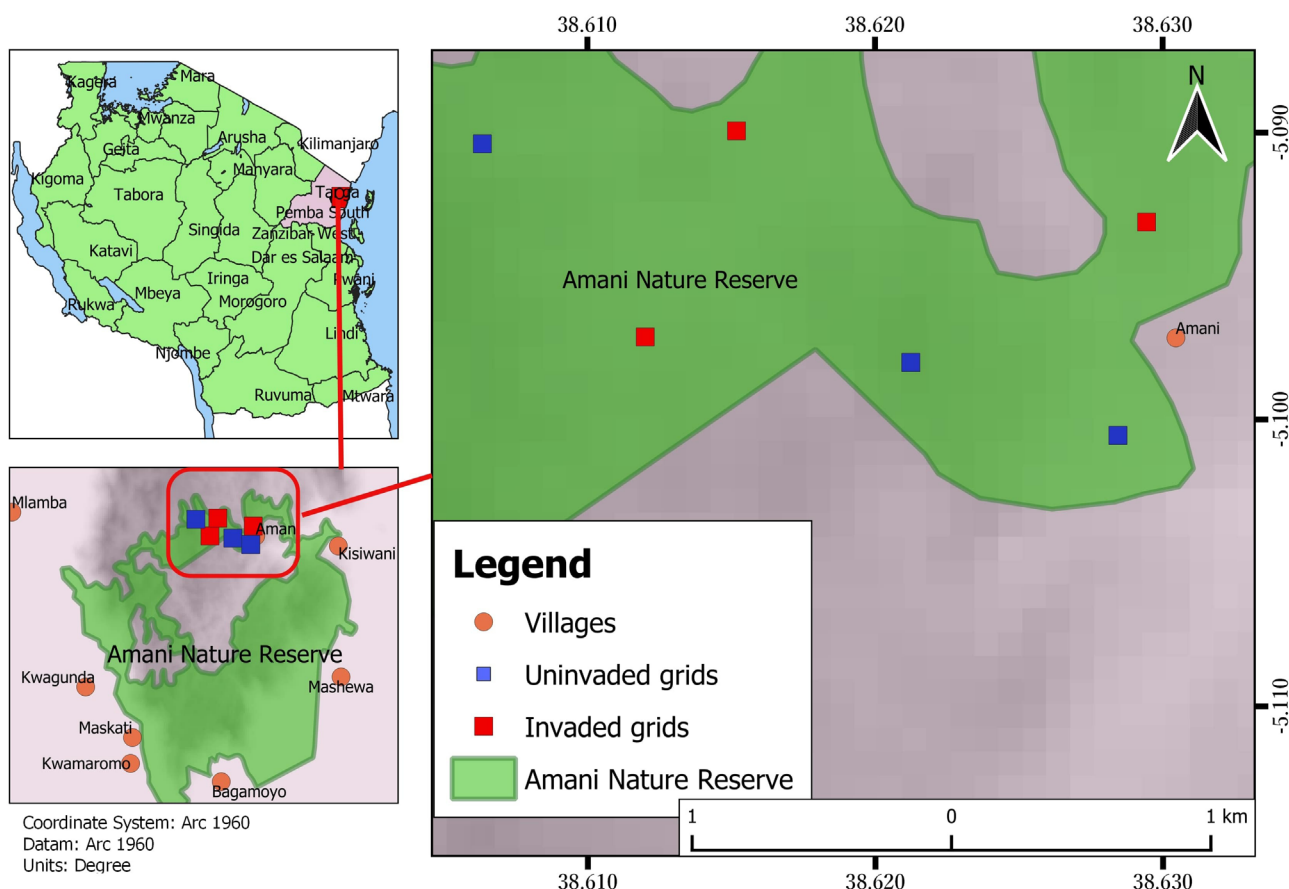 Kagera
Mara
Mwanza
Geita
Arusha
Kilimanjaro
Kigoma
Manyara
Tabora
Tanga
Pemba South
Singida
Zanzibar West
Katavi
Dar es Salaam
Iringa
Pwani
Mbeya
Rukwa
Morogoro
Lindi
Njombe
Ruvuma
Mtwara
Mlamba
Aman
Kisiwani
Amani Nature Reserve
Kwagunda
Mashewa
Maskati
Kwamaromo
Bagamoyo
Coordinate System: Arc 1960
Datam: Arc 1960
Units: Degree
38.610
38.620
38.630
N
-5.090
Amani Nature Reserve
Amani
-5.100
-5.110
Legend
Villages
Uninvaded grids
Invaded grids
Amani Nature Reserve
1 0 1 km
38.610
38.620
38.630